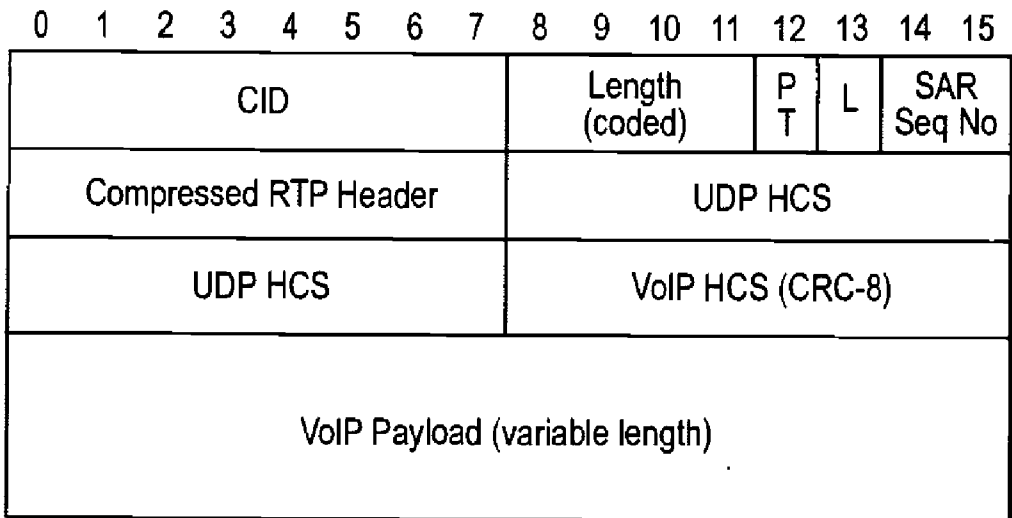 0 1 2 3 4 5 6 7 8 9 10 11 12 13 14 15
CID
Length
(coded)
P
T
L
SAR
Seq No
Compressed RTP Header
UDP HCS
UDP HCS
VoIP HCS (CRC-8)
VoIP Payload (variable length)